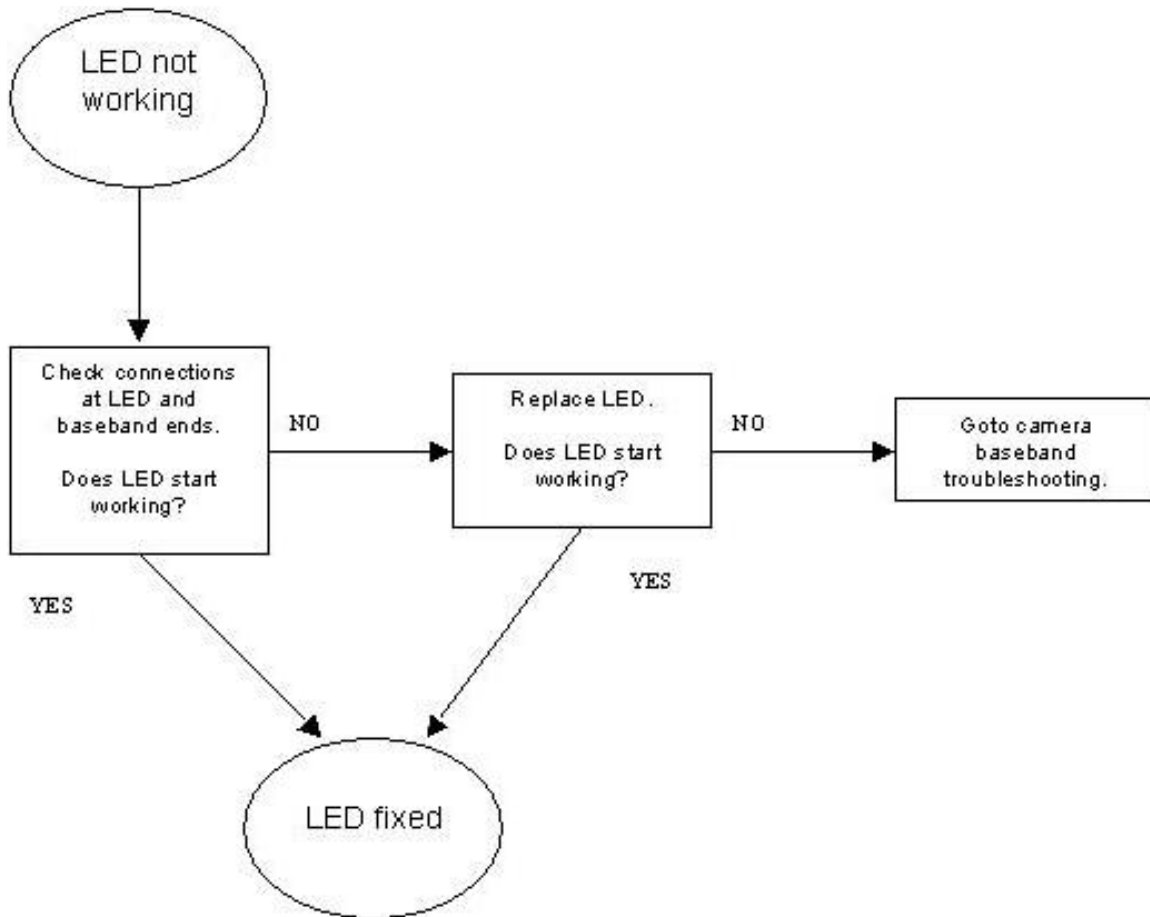 LED not
working
Check connections
at LED and
baseband ends.
Does LED start
working?
NO
Replace LED.
Does LED start
working?
NO
Goto camera
baseband
troubleshooting.
YES
YES
LED fixed